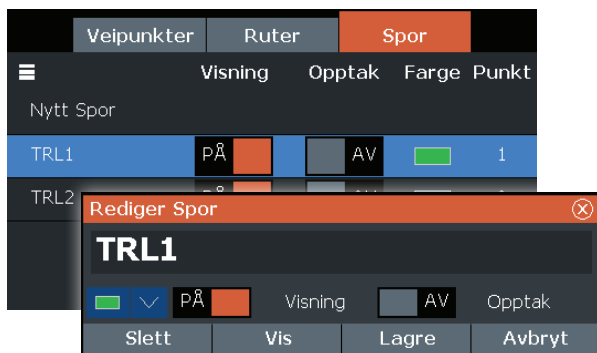 Veipunkter Ruter Spor
Visning Opptak Farge Punkt
Nytt Spor
TRL1 PÅ AV 1
TRL2
Rediger Spor
TRL1
PÅ Visning AV Opptak
Slett Vis Lagre Avbryt